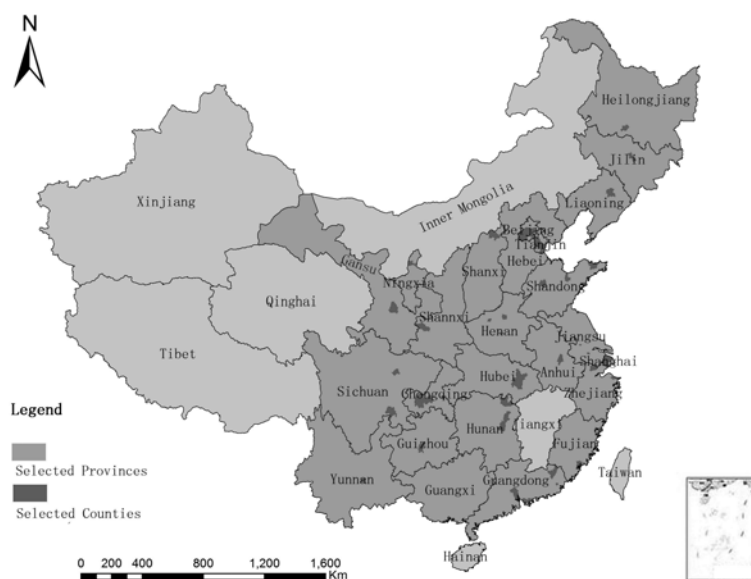 N
Heilongjiang
Jilin
Xinjiang
Inner Mongolia
Liaoning
Beijing
Tianjin
Gansu
Hebei
Ningxia
Shanxi
Shandong
Qinghai
Shannxi
Henan
Jiangsu
Tibet
Shanghai
Hubei
Anhui
Sichuan
Chongqing
Zhejiang
Legend
Hunan
Jiangxi
Guizhou
Fujian
Selected Provinces
Taiwan
Yunnan
Guangdong
Guangxi
Selected Counties
Hainan
0 200 400 800 1,200 1,600
Km